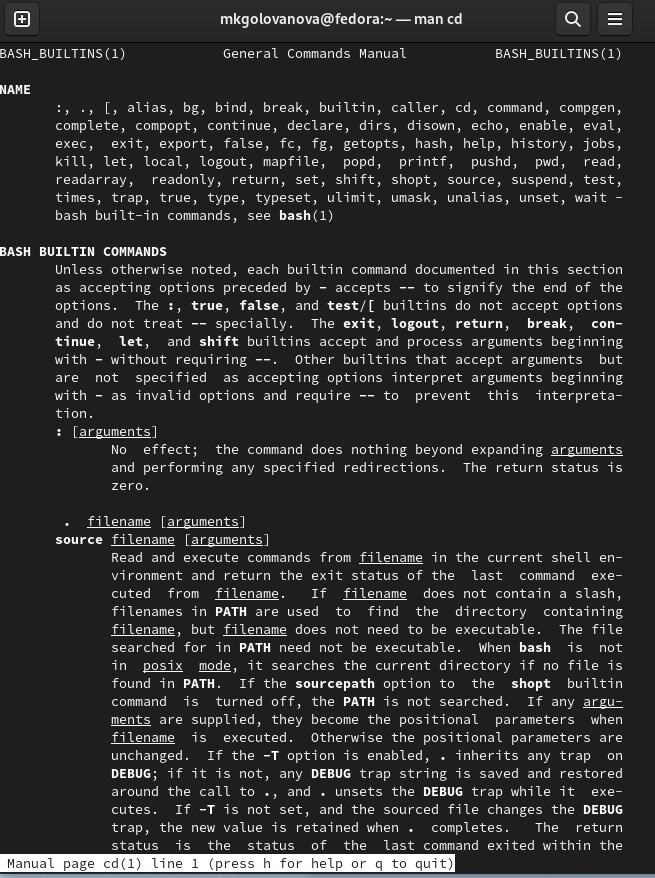 mkgolovanova@fedora:~ — man cd
BASH_BUILTINS(1) General Commands Manual BASH_BUILTINS(1)
NAME
:, ., [, alias, bg, bind, break, builtin, caller, cd, command, compgen,
complete, compopt, continue, declare, dirs, disown, echo, enable, eval,
exec, exit, export, false, fc, fg, getopts, hash, help, history, jobs,
kill, let, local, logout, mapfile, popd, printf, pushd, pwd, read,
readarray, readonly, return, set, shift, shopt, source, suspend, test,
times, trap, true, type, typeset, ulimit, umask, unalias, unset, wait -
bash built-in commands, see bash(1)
BASH BUILTIN COMMANDS
Unless otherwise noted, each builtin command documented in this section
as accepting options preceded by - accepts -- to signify the end of the
options. The :, true, false, and test/[ builtins do not accept options
and do not treat -- specially. The exit, logout, return, break, con-
tinue, let, and shift builtins accept and process arguments beginning
with - without requiring --. Other builtins that accept arguments but
are not specified as accepting options interpret arguments beginning
with - as invalid options and require -- to prevent this interpreta-
tion.
: [arguments]
No effect; the command does nothing beyond expanding arguments
and performing any specified redirections. The return status is
zero.
. filename [arguments]
source filename [arguments]
Read and execute commands from filename in the current shell en-
vironment and return the exit status of the last command exe-
cuted from filename. If filename does not contain a slash,
filenames in PATH are used to find the directory containing
filename, but filename does not need to be executable. The file
searched for in PATH need not be executable. When bash is not
in posix mode, it searches the current directory if no file is
found in PATH. If the sourcepath option to the shopt builtin
command is turned off, the PATH is not searched. If any argu-
ments are supplied, they become the positional parameters when
filename is executed. Otherwise the positional parameters are
unchanged. If the -T option is enabled, . inherits any trap on
DEBUG; if it is not, any DEBUG trap string is saved and restored
around the call to ., and . unsets the DEBUG trap while it exe-
cutes. If -T is not set, and the sourced file changes the DEBUG
trap, the new value is retained when . completes. The return
status is the status of the last command exited within the
Manual page cd(1) line 1 (press h for help or q to quit)